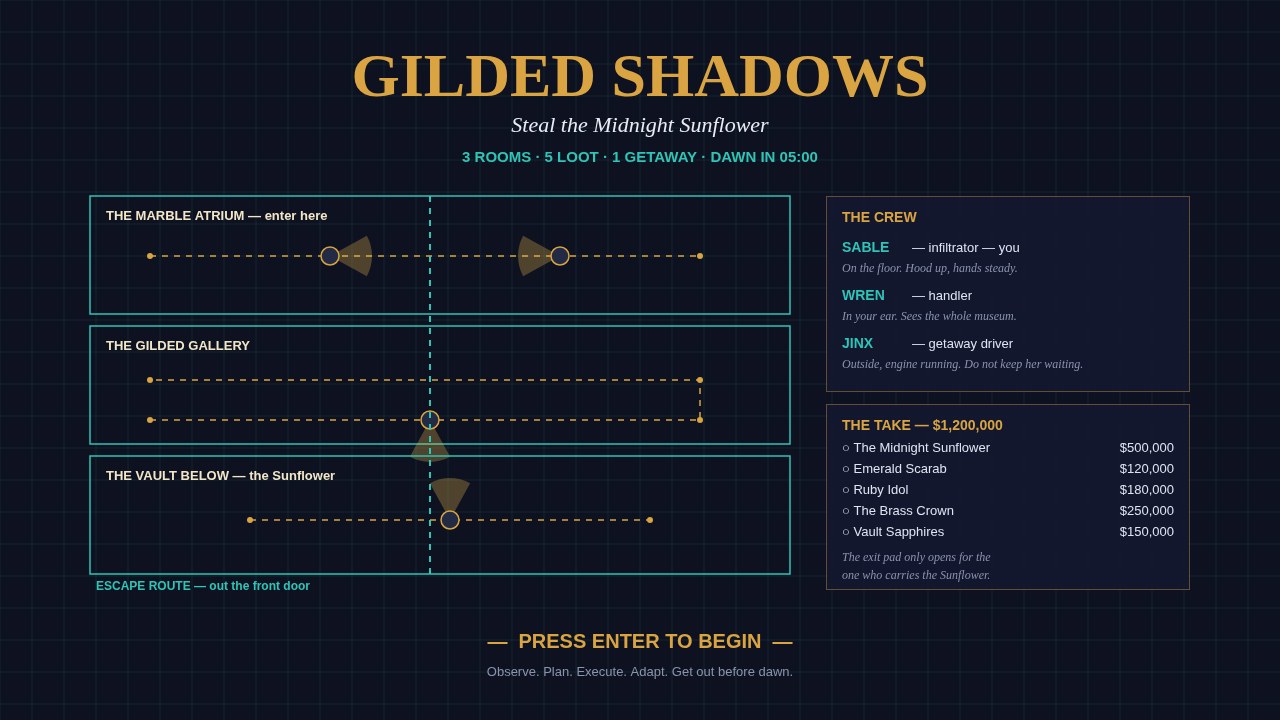 GILDED SHADOWS
Steal the Midnight Sunflower
3 ROOMS · 5 LOOT · 1 GETAWAY · DAWN IN 05:00
THE MARBLE ATRIUM — enter here
THE GILDED GALLERY
THE VAULT BELOW — the Sunflower
ESCAPE ROUTE — out the front door
THE CREW
SABLE — infiltrator — you
On the floor. Hood up, hands steady.
WREN — handler
In your ear. Sees the whole museum.
JINX — getaway driver
Outside, engine running. Do not keep her waiting.
THE TAKE — $1,200,000
○ The Midnight Sunflower $500,000
○ Emerald Scarab $120,000
○ Ruby Idol $180,000
○ The Brass Crown $250,000
○ Vault Sapphires $150,000
The exit pad only opens for the
one who carries the Sunflower.
— PRESS ENTER TO BEGIN —
Observe. Plan. Execute. Adapt. Get out before dawn.